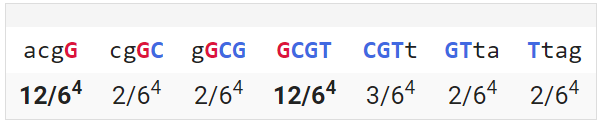 acgG cgGC gGCG GCGT CGTt GTta Ttag
12/6⁴ 2/6⁴ 2/6⁴ 12/6⁴ 3/6⁴ 2/6⁴ 2/6⁴